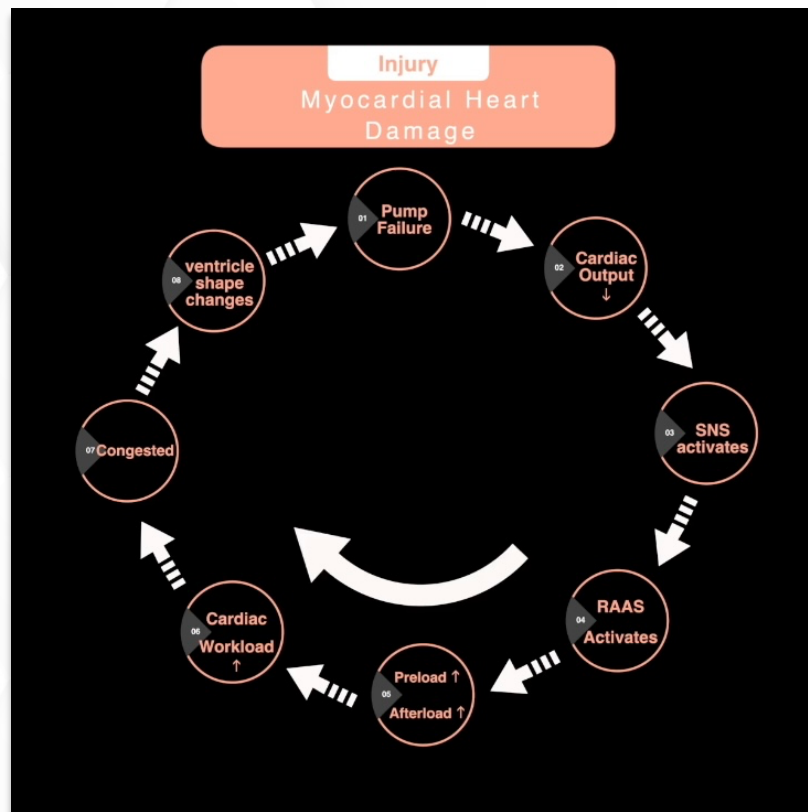 Injury
Myocardial Heart
Damage
01
Pump
Failure
02
Cardiac
Output
↓
03
SNS
activates
04
RAAS
Activates
05
Preload ↑
Afterload ↑
06
Cardiac
Workload
↑
07
Congested
08
ventricle
shape
changes